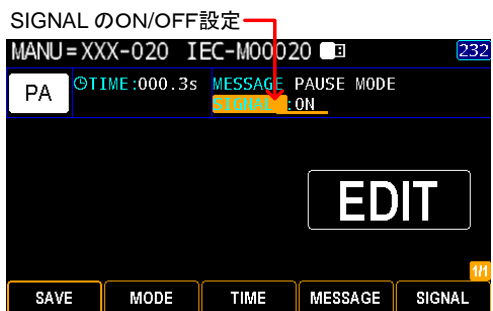 SIGNAL のON/OFF設定
MANU=XXX-020 IEC-M00020 232
PA TIME:000.3s MESSAGE PAUSE MODE
SIGNAL :ON
EDIT
1/1
SAVE MODE TIME MESSAGE SIGNAL